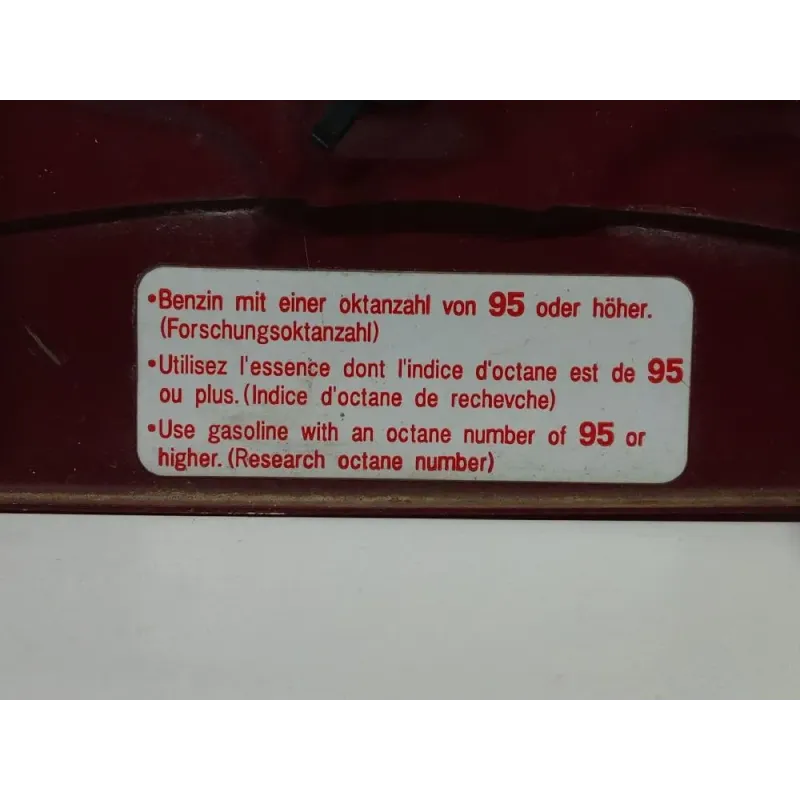 •Benzin mit einer oktanzahl von 95 oder höher.
(Forschungsoktanzahl)
•Utilisez l'essence dont l'indice d'octane est de 95
ou plus.(Indice d'octane de rechevche)
•Use gasoline with an octane number of 95 or
higher.(Research octane number)